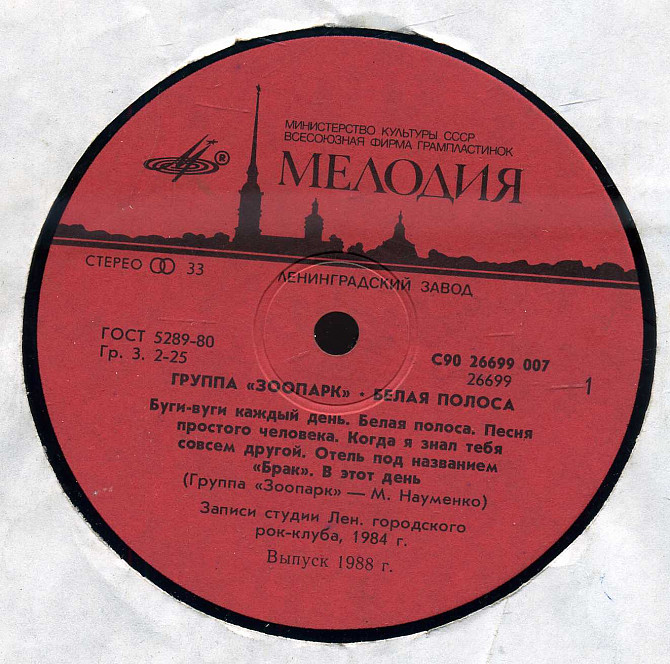 МИНИСТЕРСТВО КУЛЬТУРЫ СССР
ВСЕСОЮЗНАЯ ФИРМА ГРАМПЛАСТИНОК
МЕЛОДИЯ
®
СТЕРЕО 33
ЛЕНИНГРАДСКИЙ ЗАВОД
ГОСТ 5289-80
Гр. 3. 2-25
С90 26699 007
26699
1
ГРУППА «ЗООПАРК» · БЕЛАЯ ПОЛОСА
Буги-вуги каждый день. Белая полоса. Песня
простого человека. Когда я знал тебя
совсем другой. Отель под названием
«Брак». В этот день
(Группа «Зоопарк» — М. Науменко)
Записи студии Лен. городского
рок-клуба, 1984 г.
Выпуск 1988 г.